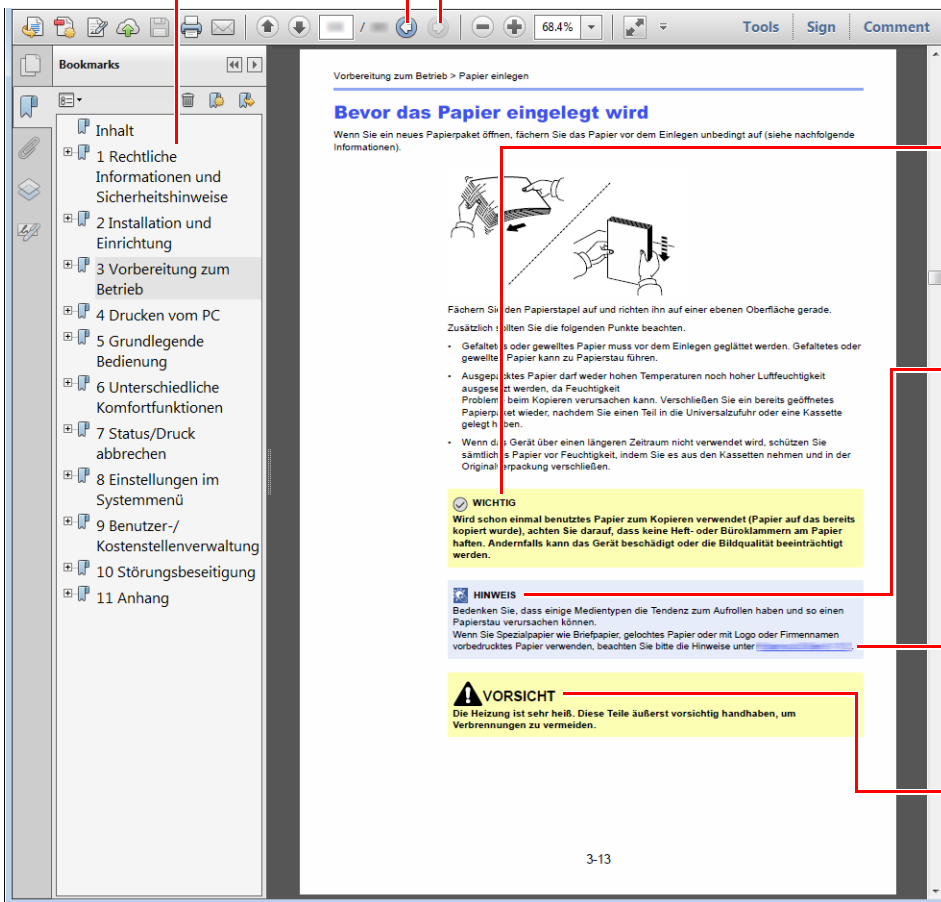 /
68.4%
Tools
Sign
Comment
Bookmarks
Inhalt
1 Rechtliche
Informationen und
Sicherheitshinweise
2 Installation und
Einrichtung
3 Vorbereitung zum
Betrieb
4 Drucken vom PC
5 Grundlegende
Bedienung
6 Unterschiedliche
Komfortfunktionen
7 Status/Druck
abbrechen
8 Einstellungen im
Systemmenü
9 Benutzer-/
Kostenstellenverwaltung
10 Störungsbeseitigung
11 Anhang
Vorbereitung zum Betrieb > Papier einlegen
Bevor das Papier eingelegt wird
Wenn Sie ein neues Papierpaket öffnen, fächern Sie das Papier vor dem Einlegen unbedingt auf (siehe nachfolgende
Informationen).
Fächern Sie den Papierstapel auf und richten ihn auf einer ebenen Oberfläche gerade.
Zusätzlich sollten Sie die folgenden Punkte beachten.
• Gefaltetes oder gewelltes Papier muss vor dem Einlegen geglättet werden. Gefaltetes oder
gewelltes Papier kann zu Papierstau führen.
• Ausgepacktes Papier darf weder hohen Temperaturen noch hoher Luftfeuchtigkeit
ausgesetzt werden, da Feuchtigkeit
Probleme beim Kopieren verursachen kann. Verschließen Sie ein bereits geöffnetes
Papierpaket wieder, nachdem Sie einen Teil in die Universalzufuhr oder eine Kassette
gelegt haben.
• Wenn das Gerät über einen längeren Zeitraum nicht verwendet wird, schützen Sie
sämtliches Papier vor Feuchtigkeit, indem Sie es aus den Kassetten nehmen und in der
Originalverpackung verschließen.
WICHTIG
Wird schon einmal benutztes Papier zum Kopieren verwendet (Papier auf das bereits
kopiert wurde), achten Sie darauf, dass keine Heft- oder Büroklammern am Papier
haften. Andernfalls kann das Gerät beschädigt oder die Bildqualität beeinträchtigt
werden.
HINWEIS
Bedenken Sie, dass einige Medientypen die Tendenz zum Aufrollen haben und so einen
Papierstau verursachen können.
Wenn Sie Spezialpapier wie Briefpapier, gelochtes Papier oder mit Logo oder Firmennamen
vorbedrucktes Papier verwenden, beachten Sie bitte die Hinweise unter
VORSICHT
Die Heizung ist sehr heiß. Diese Teile äußerst vorsichtig handhaben, um
Verbrennungen zu vermeiden.
3-13